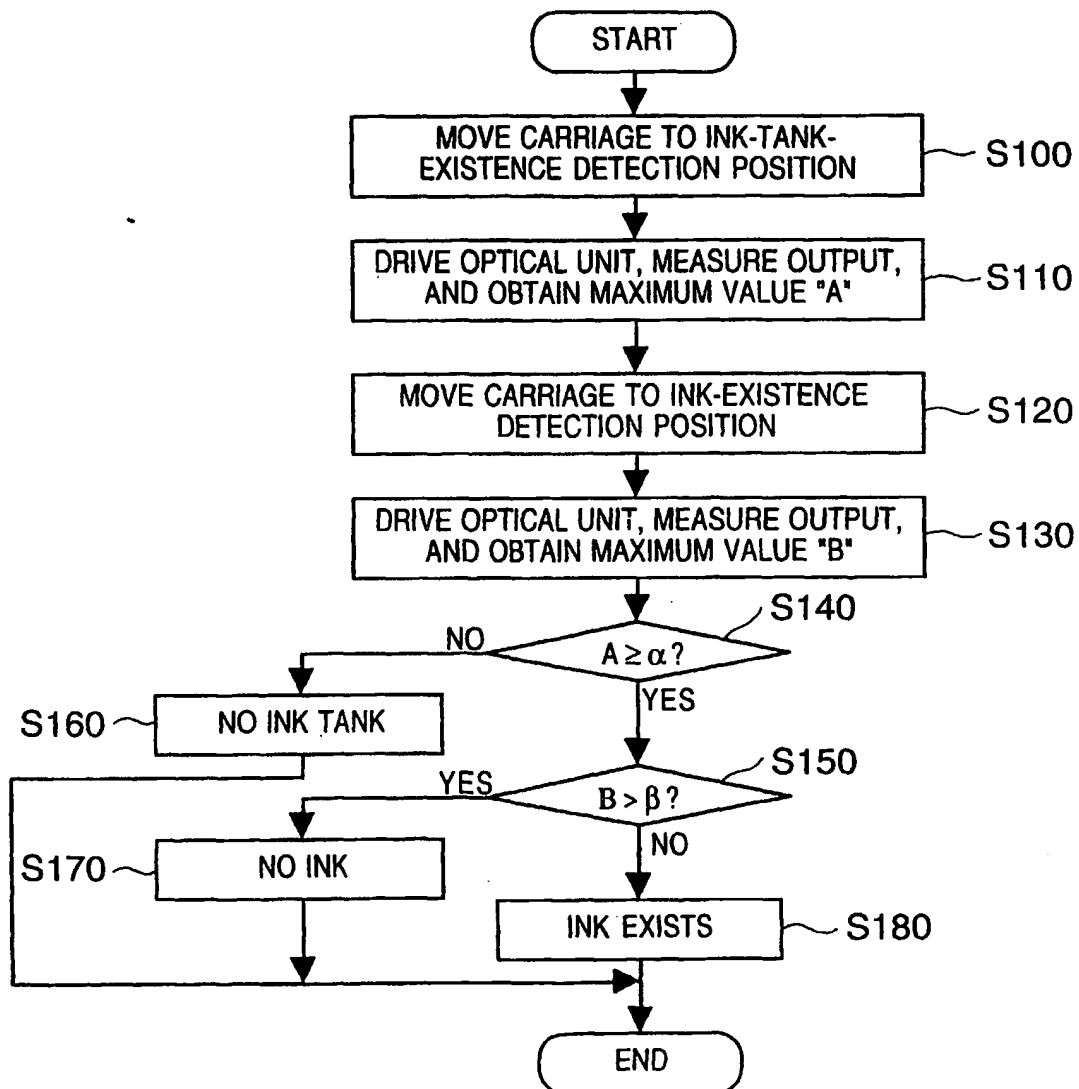 START
MOVE CARRIAGE TO INK-TANK-
EXISTENCE DETECTION POSITION
S100
DRIVE OPTICAL UNIT, MEASURE OUTPUT,
AND OBTAIN MAXIMUM VALUE "A"
S110
MOVE CARRIAGE TO INK-EXISTENCE
DETECTION POSITION
S120
DRIVE OPTICAL UNIT, MEASURE OUTPUT,
AND OBTAIN MAXIMUM VALUE "B"
S130
S140
A ≥ α ?
NO
YES
S160
NO INK TANK
S150
B > β ?
YES
NO
S170
NO INK
INK EXISTS
S180
END